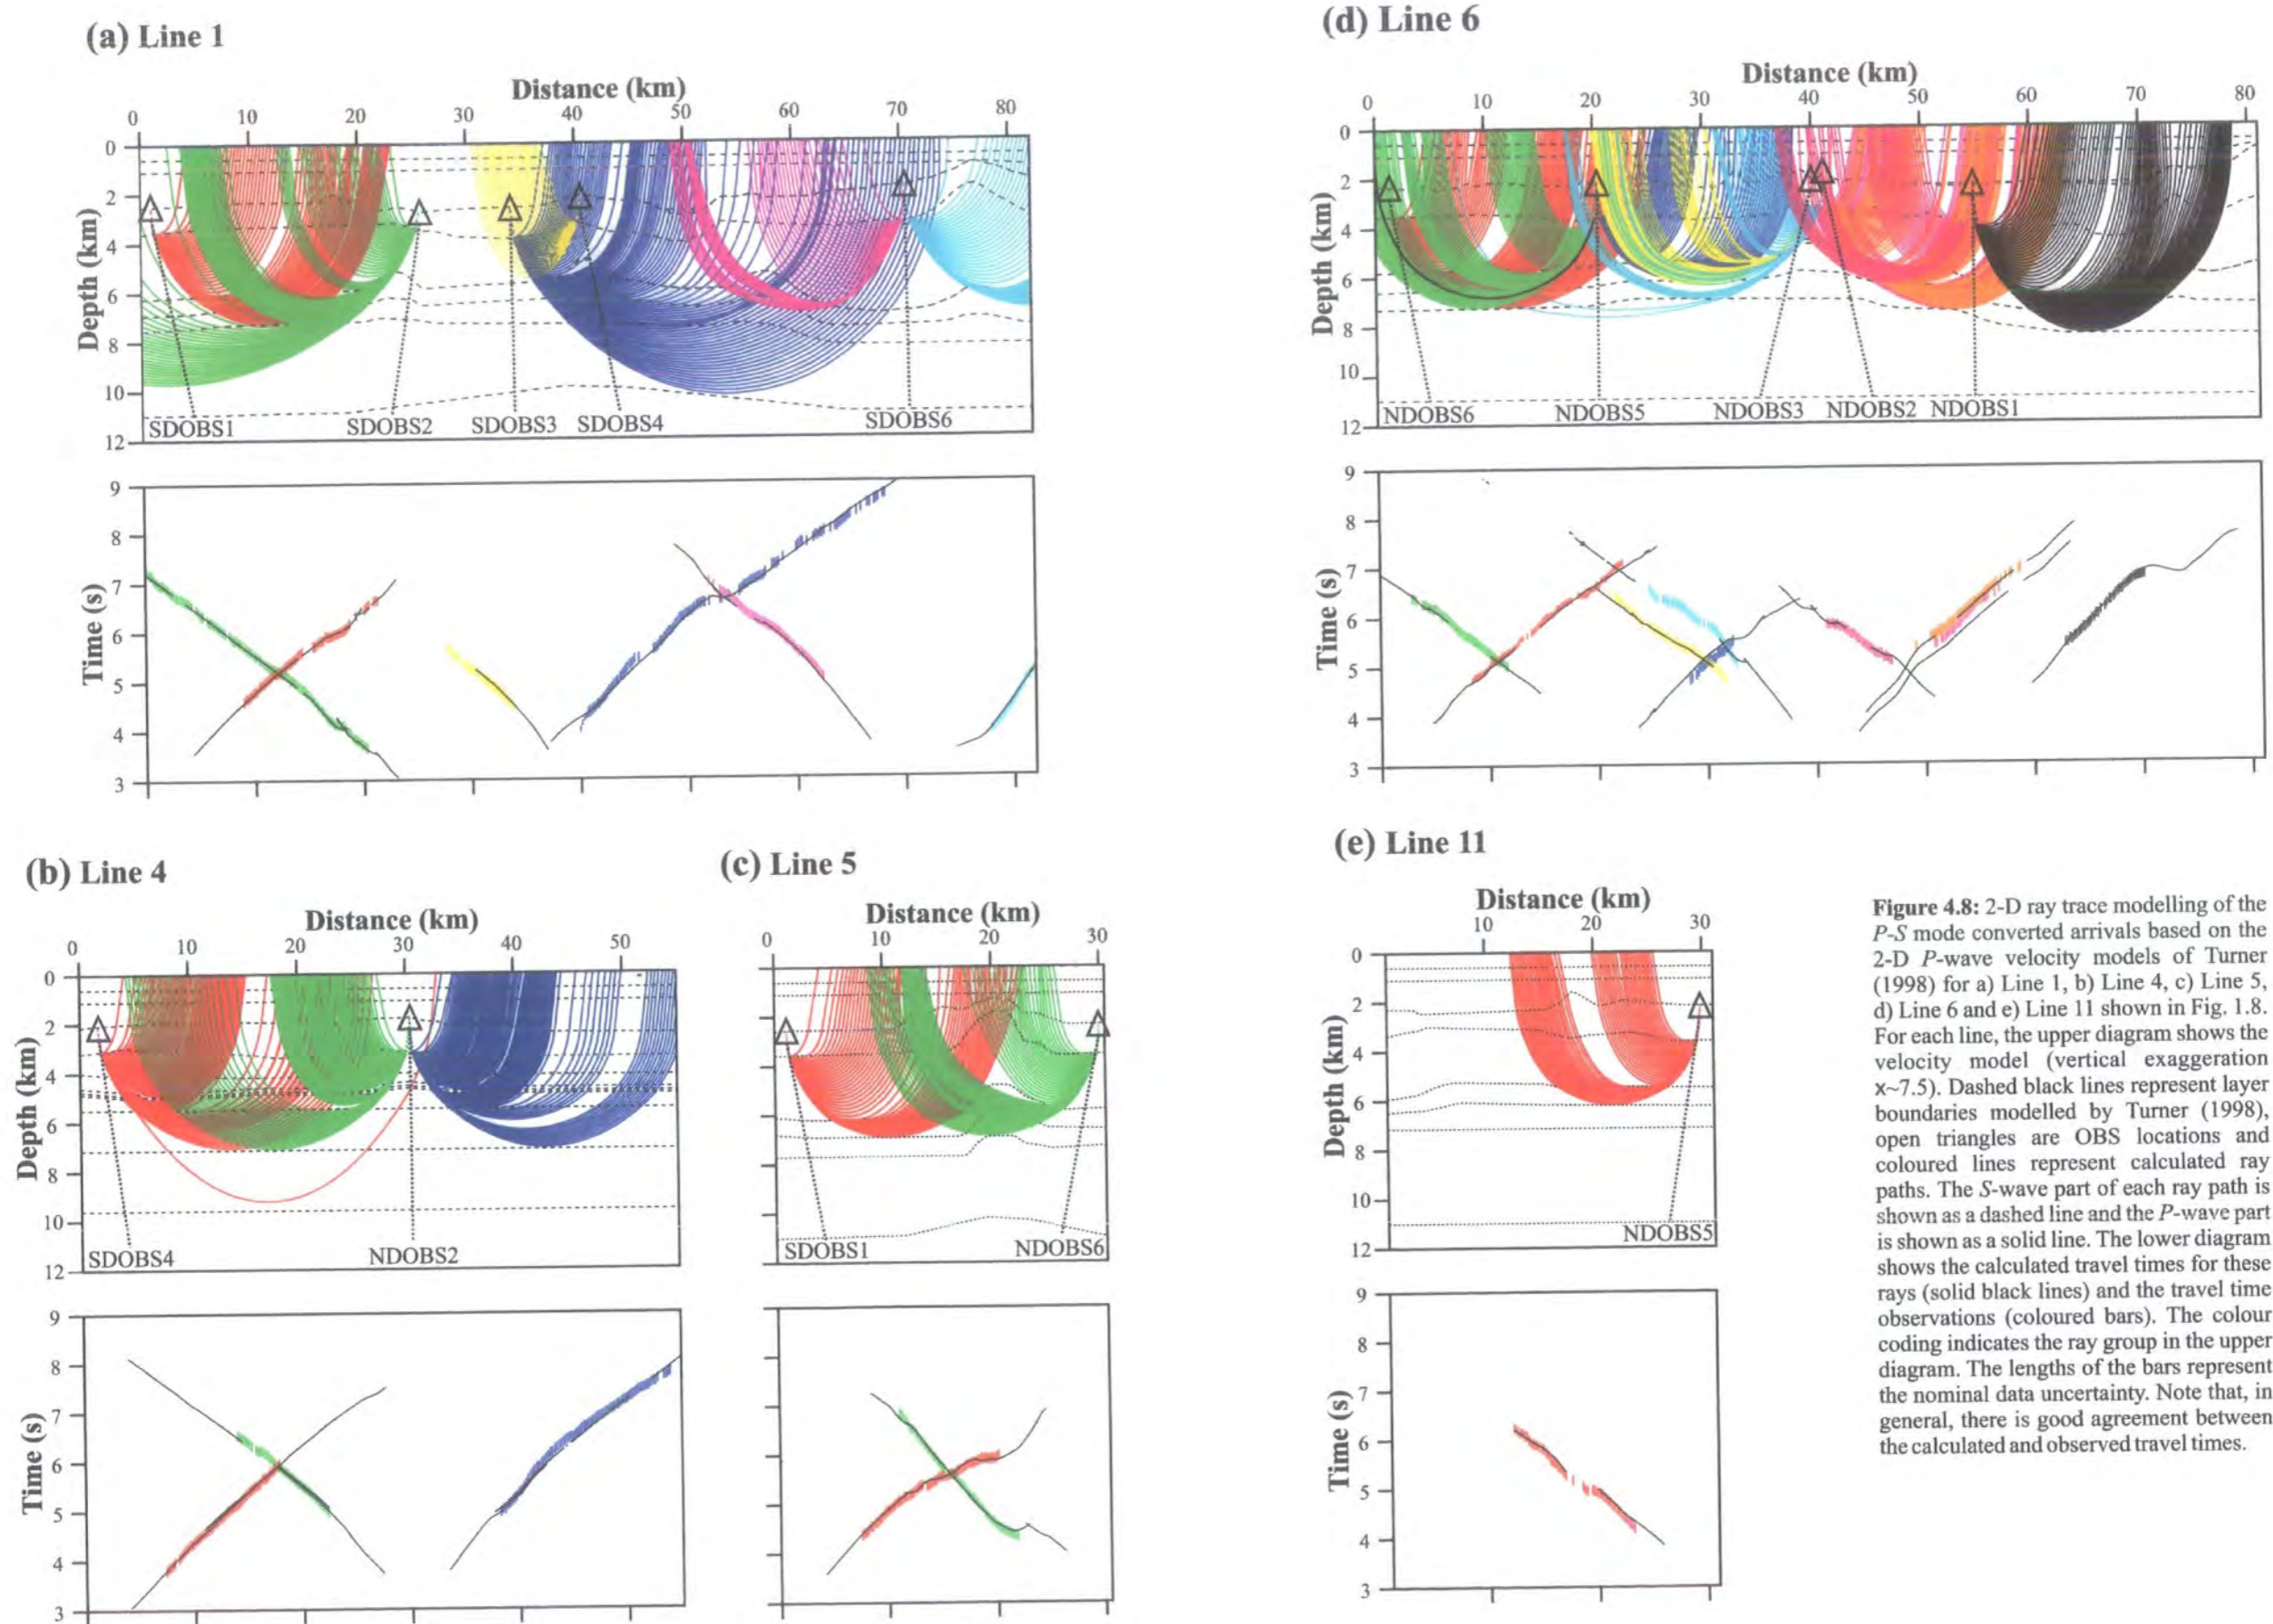 (a) Line 1
Distance (km)
0 10 20 30 40 50 60 70 80
Depth (km)
0
2
4
6
8
10
12
SDOBS1 SDOBS2 SDOBS3 SDOBS4 SDOBS6
Time (s)
9
8
7
6
5
4
3
(b) Line 4
Distance (km)
0 10 20 30 40 50
Depth (km)
0
2
4
6
8
10
12
SDOBS4 NDOBS2
Time (s)
9
8
7
6
5
4
3
(c) Line 5
Distance (km)
0 10 20 30
SDOBS1 NDOBS6
(d) Line 6
Distance (km)
0 10 20 30 40 50 60 70 80
Depth (km)
0
2
4
6
8
10
12
NDOBS6 NDOBS5 NDOBS3 NDOBS2 NDOBS1
Time (s)
9
8
7
6
5
4
3
(e) Line 11
Distance (km)
10 20 30
Depth (km)
0
2
4
6
8
10
12
NDOBS5
Time (s)
9
8
7
6
5
4
3
Figure 4.8: 2-D ray trace modelling of the
P-S mode converted arrivals based on the
2-D P-wave velocity models of Turner
(1998) for a) Line 1, b) Line 4, c) Line 5,
d) Line 6 and e) Line 11 shown in Fig. 1.8.
For each line, the upper diagram shows the
velocity model (vertical exaggeration
x~7.5). Dashed black lines represent layer
boundaries modelled by Turner (1998),
open triangles are OBS locations and
coloured lines represent calculated ray
paths. The S-wave part of each ray path is
shown as a dashed line and the P-wave part
is shown as a solid line. The lower diagram
shows the calculated travel times for these
rays (solid black lines) and the travel time
observations (coloured bars). The colour
coding indicates the ray group in the upper
diagram. The lengths of the bars represent
the nominal data uncertainty. Note that, in
general, there is good agreement between
the calculated and observed travel times.